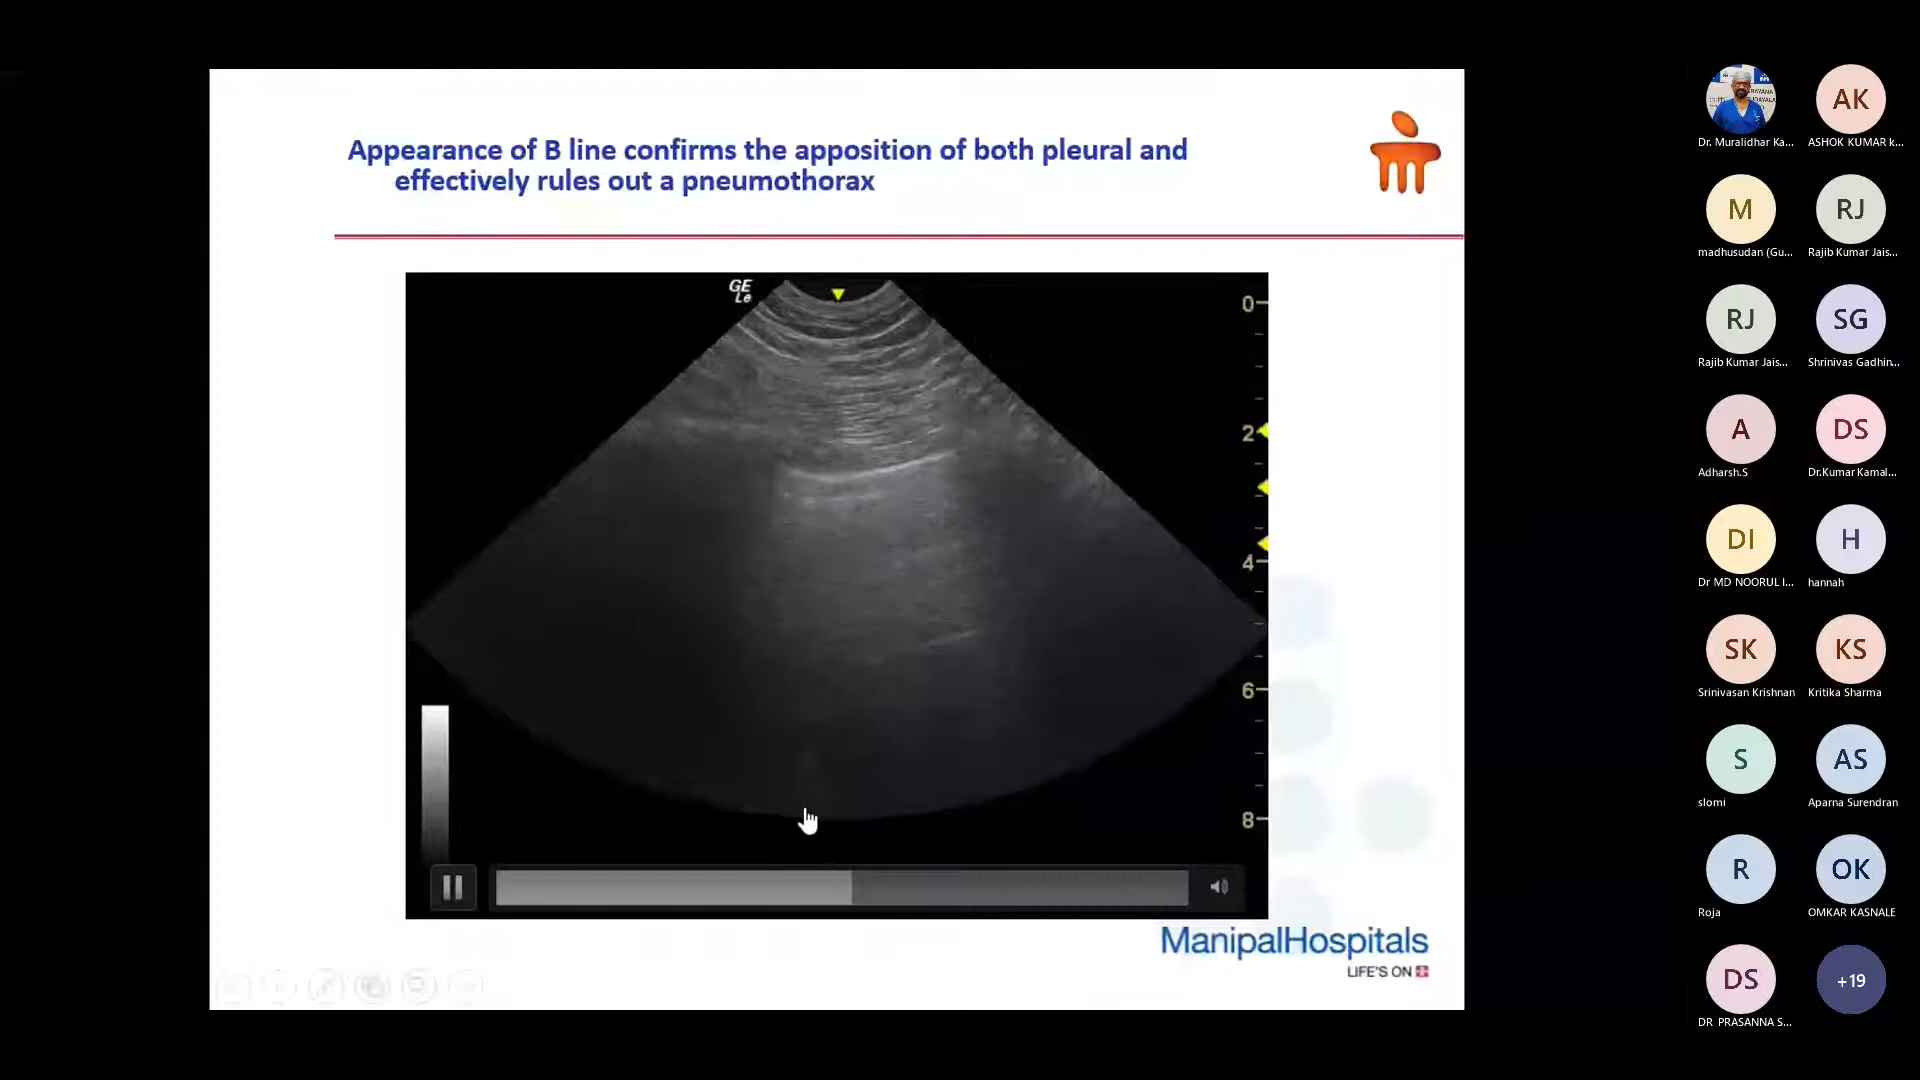 Appearance of B line confirms the apposition of both pleural and
effectively rules out a pneumothorax
GE
Le
0
2
4
6
8
ManipalHospitals
LIFE'S ON
Dr. Muralidhar Ka...
AK
ASHOK KUMAR k...
M
madhusudan (Gu...
RJ
Rajib Kumar Jais...
RJ
Rajib Kumar Jais...
SG
Shrinivas Gadhin...
A
Adharsh.S
DS
Dr.Kumar Kamal...
DI
Dr MD NOORUL I...
H
hannah
SK
Srinivasan Krishnan
KS
Kritika Sharma
S
slomi
AS
Aparna Surendran
R
Roja
OK
OMKAR KASNALE
DS
DR PRASANNA S...
+19